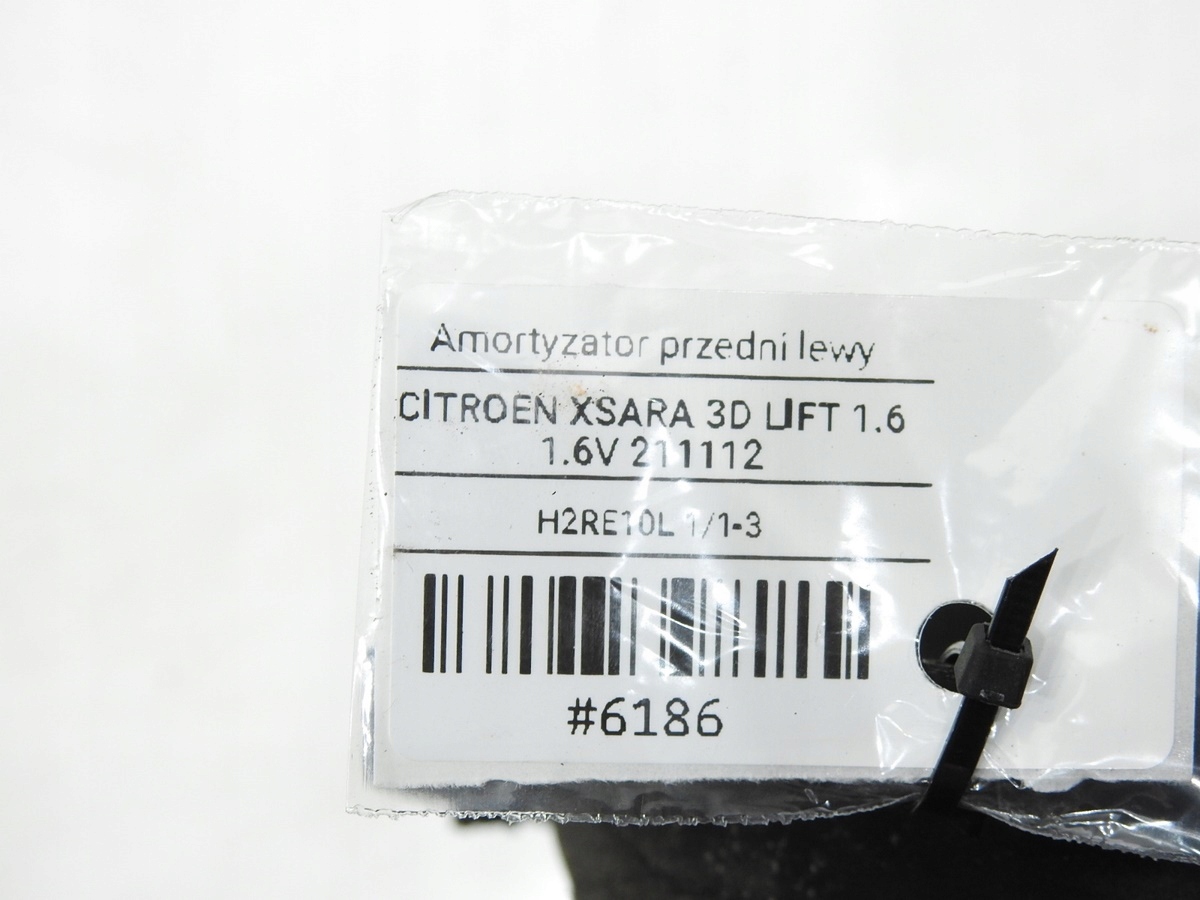 Amortyzator przedni lewy
CITROEN XSARA 3D LIFT 1.6
1.6V 211112
H2RE10L 1/1-3
#6186